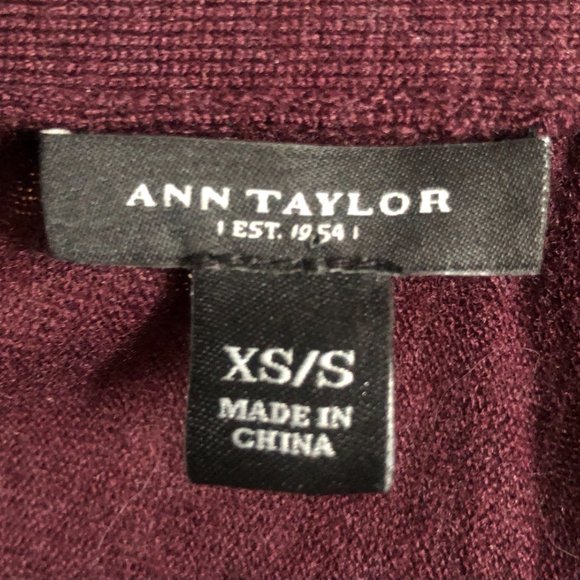 ANN TAYLOR
| EST. 1954 |
XS/S
MADE IN
CHINA